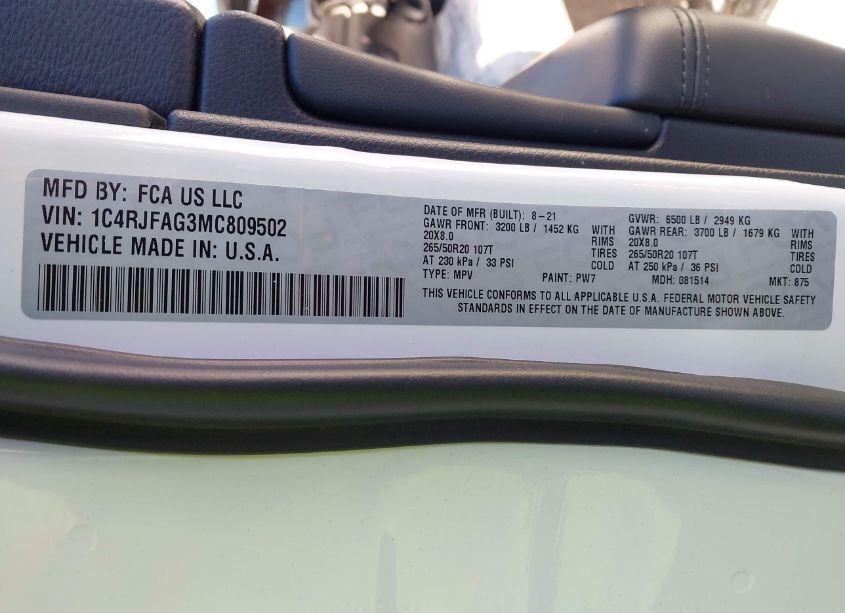 MFD BY: FCA US LLC
VIN: 1C4RJFAG3MC809502
VEHICLE MADE IN: U.S.A.
DATE OF MFR (BUILT): 8-21
GAWR FRONT: 3200 LB / 1452 KG WITH
20X8.0 RIMS
265/50R20 107T TIRES
AT 230 kPa / 33 PSI COLD
TYPE: MPV PAINT: PW7
GVWR: 6500 LB / 2949 KG
GAWR REAR: 3700 LB / 1679 KG WITH
20X8.0 RIMS
265/50R20 107T TIRES
AT 250 kPa / 36 PSI COLD
MDH: 081514 MKT: 875
THIS VEHICLE CONFORMS TO ALL APPLICABLE U.S.A. FEDERAL MOTOR VEHICLE SAFETY
STANDARDS IN EFFECT ON THE DATE OF MANUFACTURE SHOWN ABOVE.